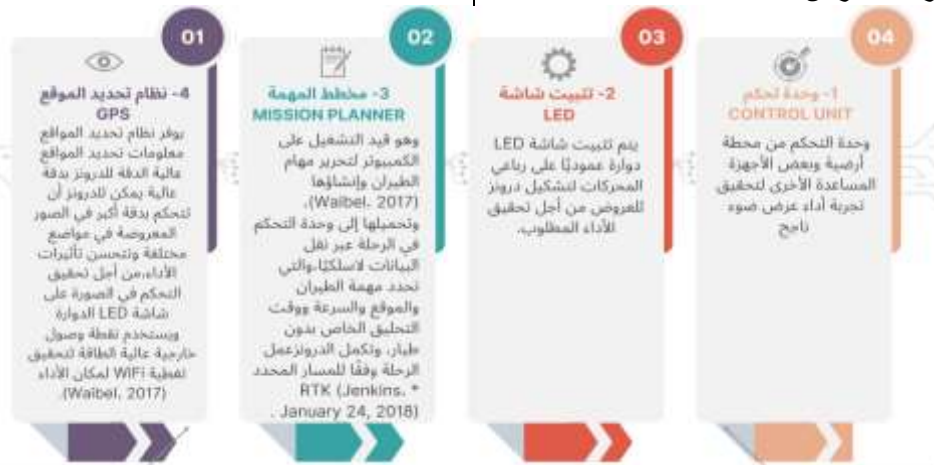 04
1- وحدة تحكم
CONTROL UNIT
وحدة التحكم من محطة
أرضية وبعض الأجهزة
المساعدة الأخرى لتحقيق
تجربة أداء عرض ضوء
ناجح
03
2- تثبيت شاشة
LED
يتم تثبيت شاشة LED
دوارة عموديًا على رباعي
المحركات لتشكيل درونز
للعروض من أجل تحقيق
الأداء المطلوب.
02
3- مخطط المهمة
MISSION PLANNER
وهو قيد التشغيل على
الكمبيوتر لتحرير مهام
الطيران وإنشاؤها
(Waibel, 2017).
وتحميلها إلى وحدة التحكم
في الرحلة عبر نقل
البيانات لاسلكيًا،والتي
تحدد مهمة الطيران
والموقع والسرعة ووقت
التحليق الخاص بدون
طيار، وتكمل الدرونزعمل
الرحلة وفقًا للمسار المحدد
* RTK (Jenkins,
January 24, 2018) .
01
4- نظام تحديد الموقع
GPS
يوفر نظام تحديد المواقع
معلومات تحديد المواقع
عالية الدقة للدرونز بدقة
عالية يمكن للدرونز أن
تتحكم بدقة أكبر في الصور
المعروضة في مواضع
مختلفة وتتحسن تأثيرات
الأداء،من أجل تحقيق
التحكم في الصورة على
شاشة LED الدوارة
ويستخدم نقطة وصول
خارجية عالية الطاقة لتحقيق
تغطية WiFi لمكان الأداء
(Waibel, 2017).